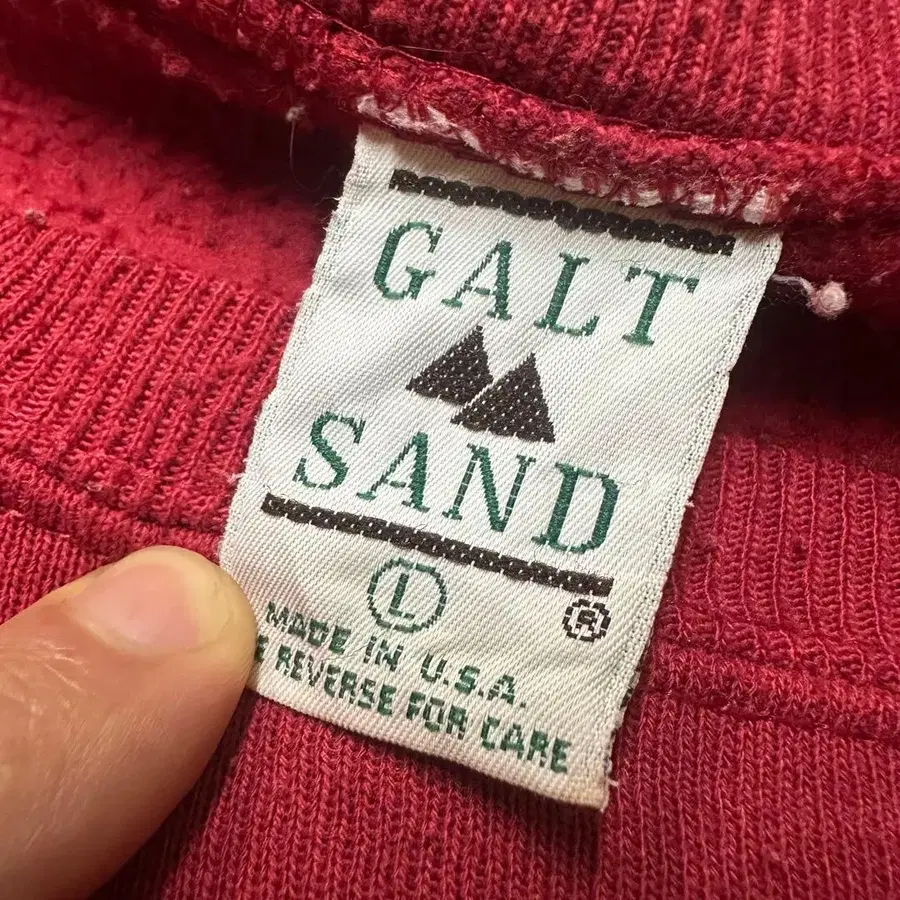 GALT
SAND
L
®
MADE IN U.S.A.
REVERSE FOR CARE